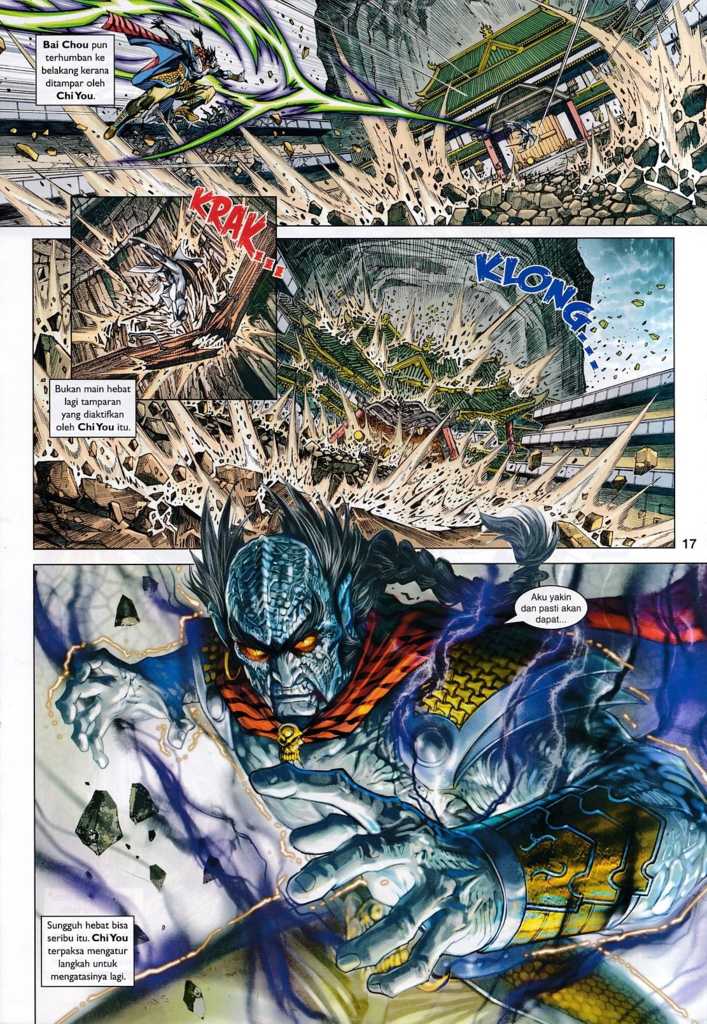 Bai Chou pun
terhumban ke
belakang kerana
ditampar oleh
Chi You.
KRAK...
KLONG...
Bukan main hebat
lagi tamparan
yang diaktifkan
oleh Chi You itu.
17
Aku yakin
dan pasti akan
dapat...
Sungguh hebat bisa
seribu itu. Chi You
terpaksa mengatur
langkah untuk
mengatasinya lagi.